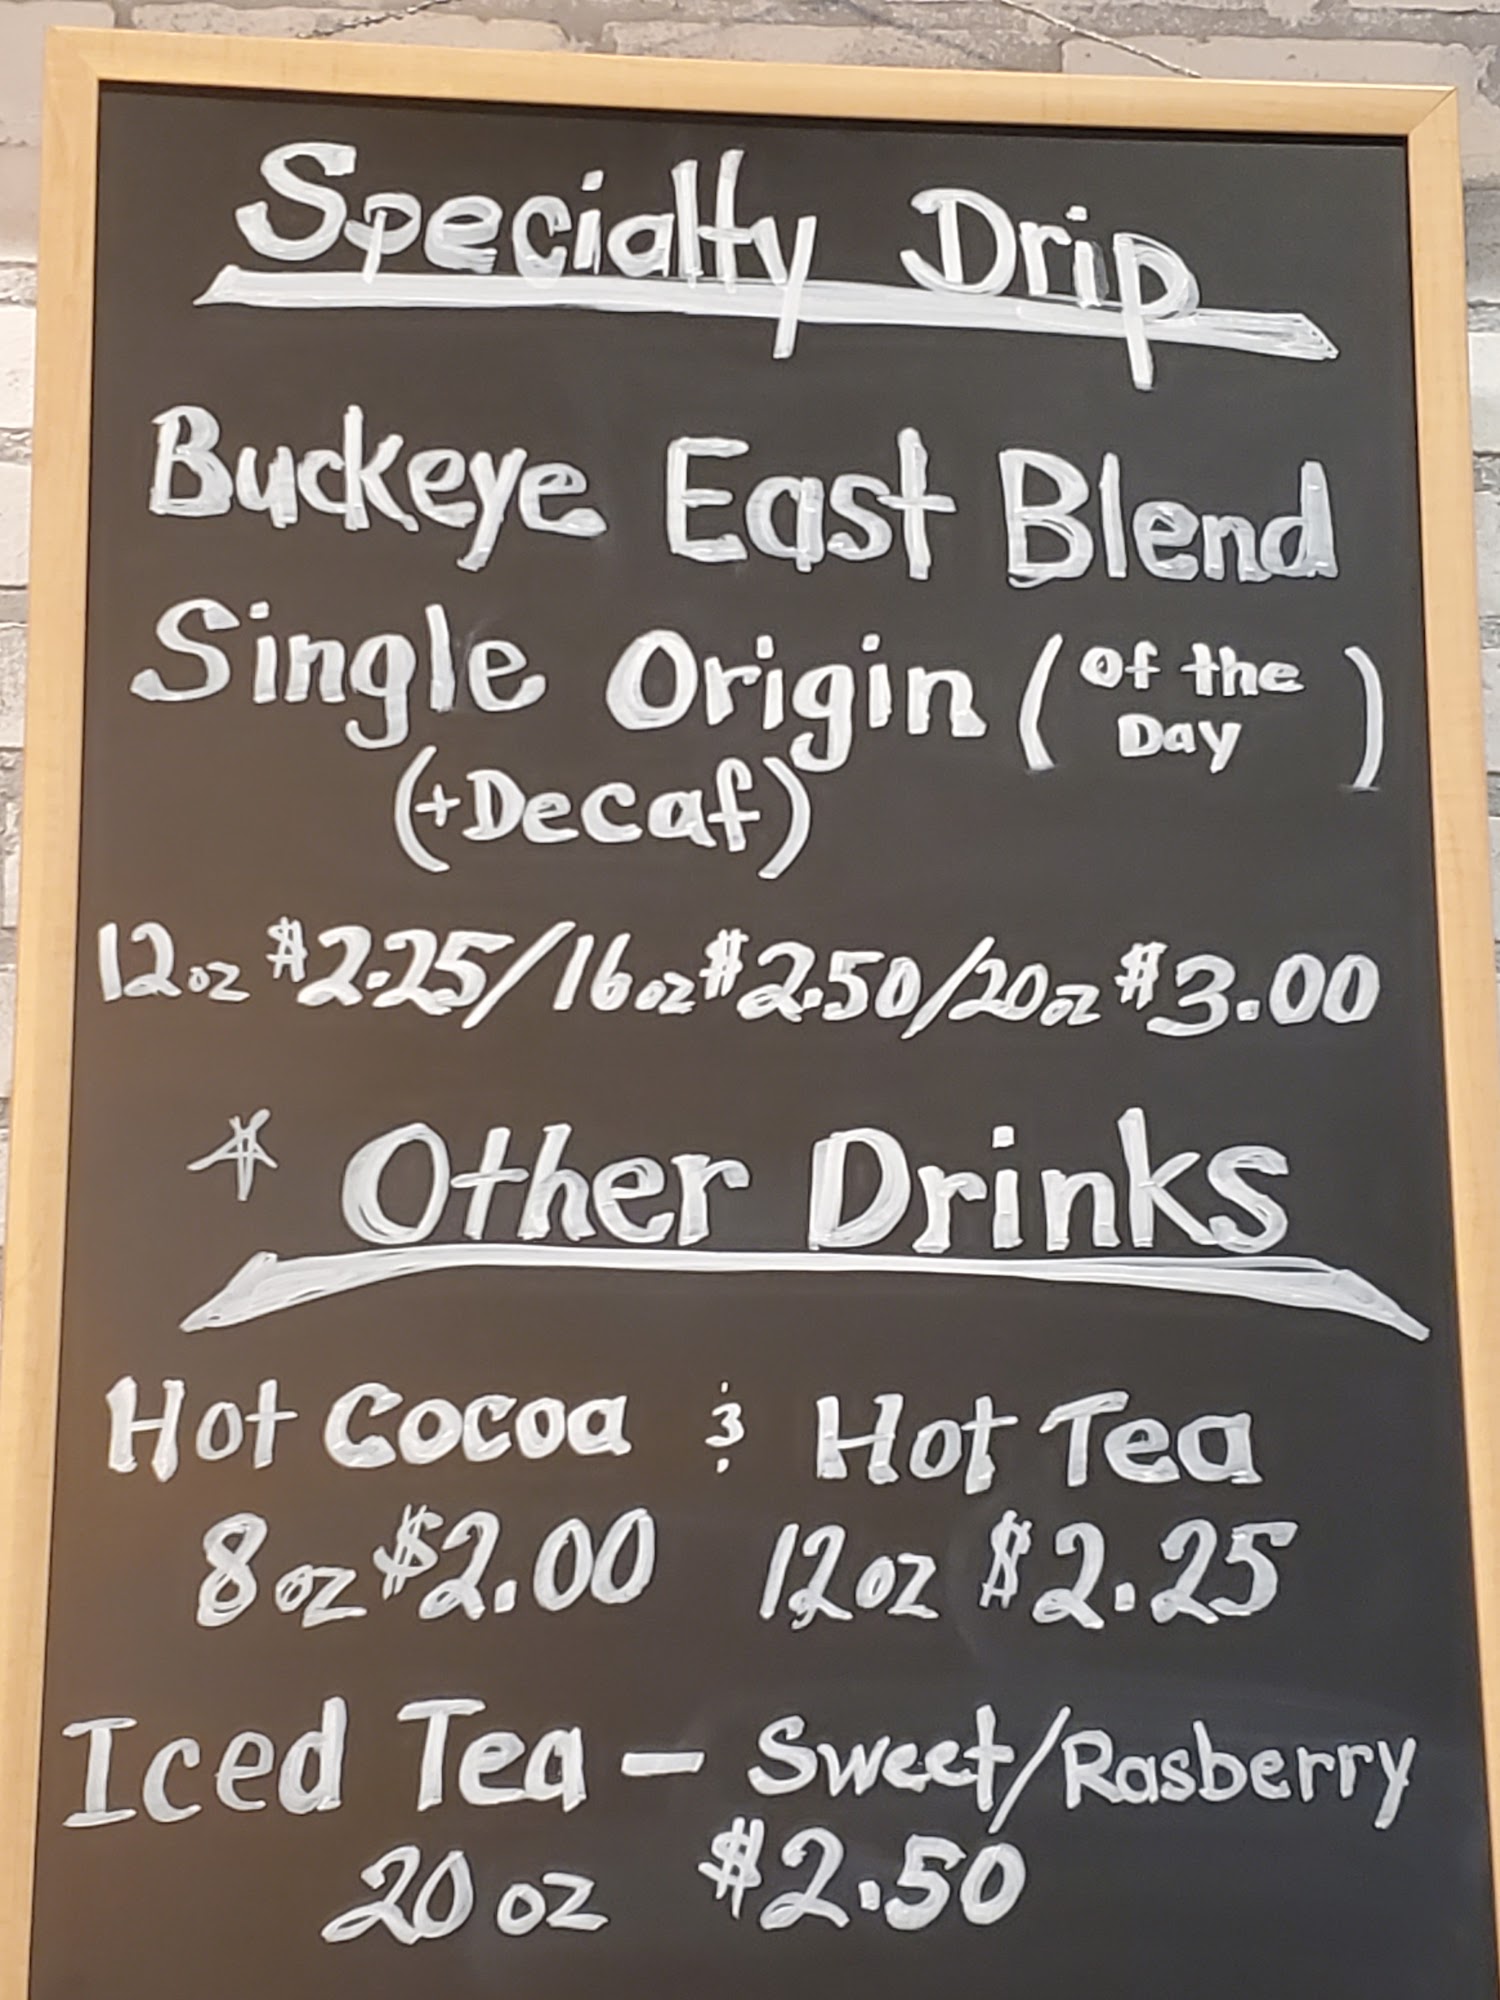 Specialty Drip
Buckeye East Blend
Single Origin (of the Day)
(+Decaf)
12oz $2.25/16oz $2.50/20oz $3.00
* Other Drinks
Hot Cocoa & Hot Tea
8oz $2.00 12oz $2.25
Iced Tea - Sweet/Rasberry
20oz $2.50